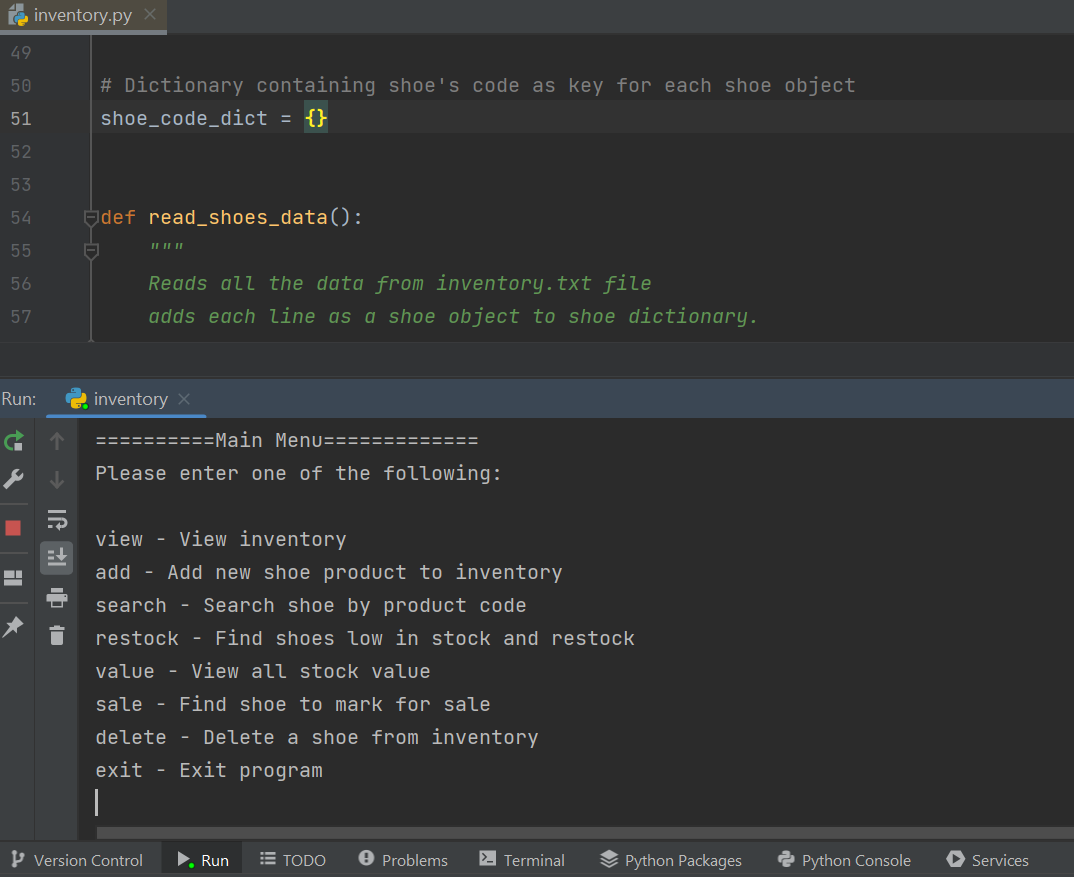 inventory.py
49
50 # Dictionary containing shoe's code as key for each shoe object
51 shoe_code_dict = {}
52
53
54 def read_shoes_data():
55 """
56 Reads all the data from inventory.txt file
57 adds each line as a shoe object to shoe dictionary.
Run: inventory
==========Main Menu=============
Please enter one of the following:
view - View inventory
add - Add new shoe product to inventory
search - Search shoe by product code
restock - Find shoes low in stock and restock
value - View all stock value
sale - Find shoe to mark for sale
delete - Delete a shoe from inventory
exit - Exit program
Version Control Run TODO Problems Terminal Python Packages Python Console Services